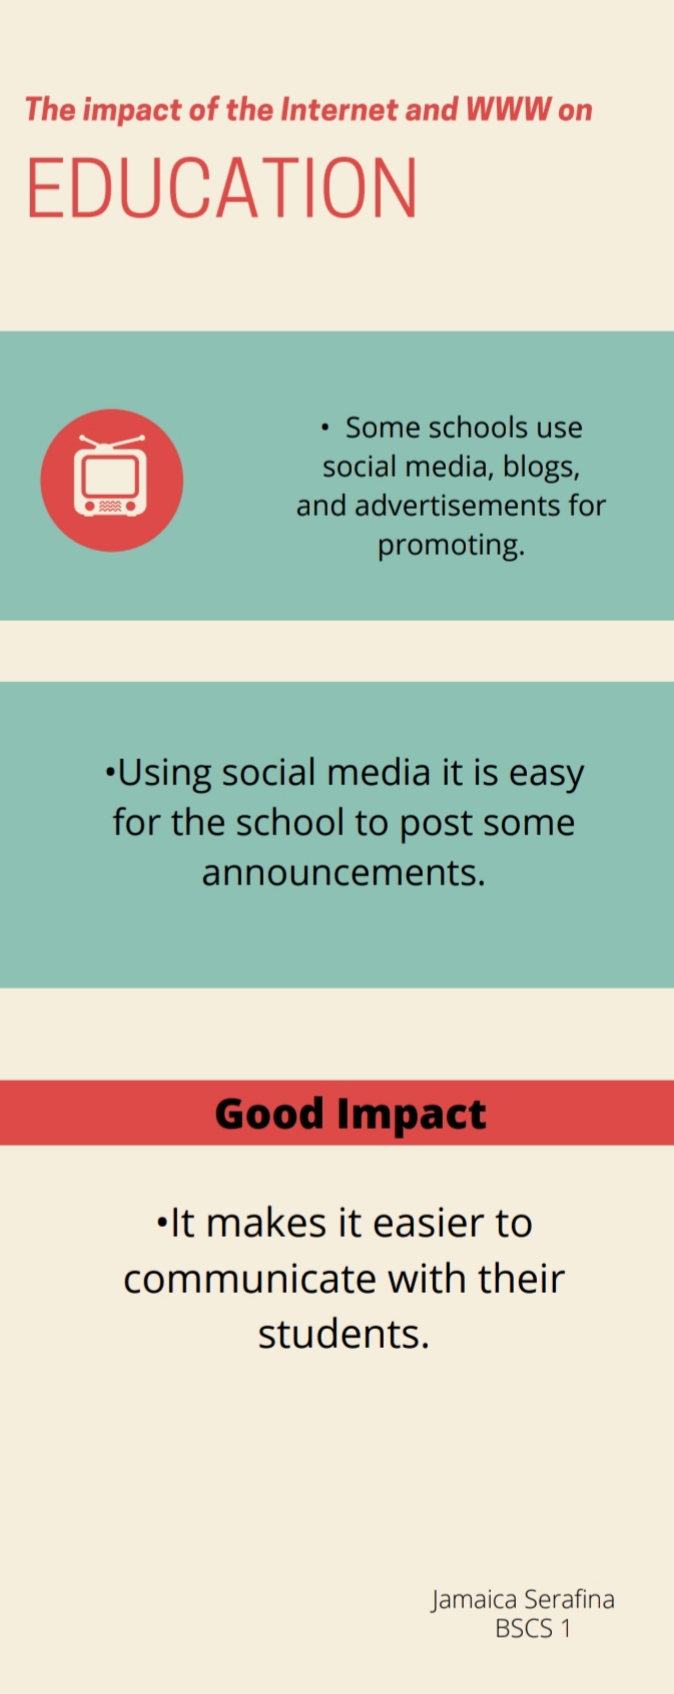 The impact of the Internet and WWW on
EDUCATION
• Some schools use
social media, blogs,
and advertisements for
promoting.
•Using social media it is easy
for the school to post some
announcements.
Good Impact
•It makes it easier to
communicate with their
students.
Jamaica Serafina
BSCS 1